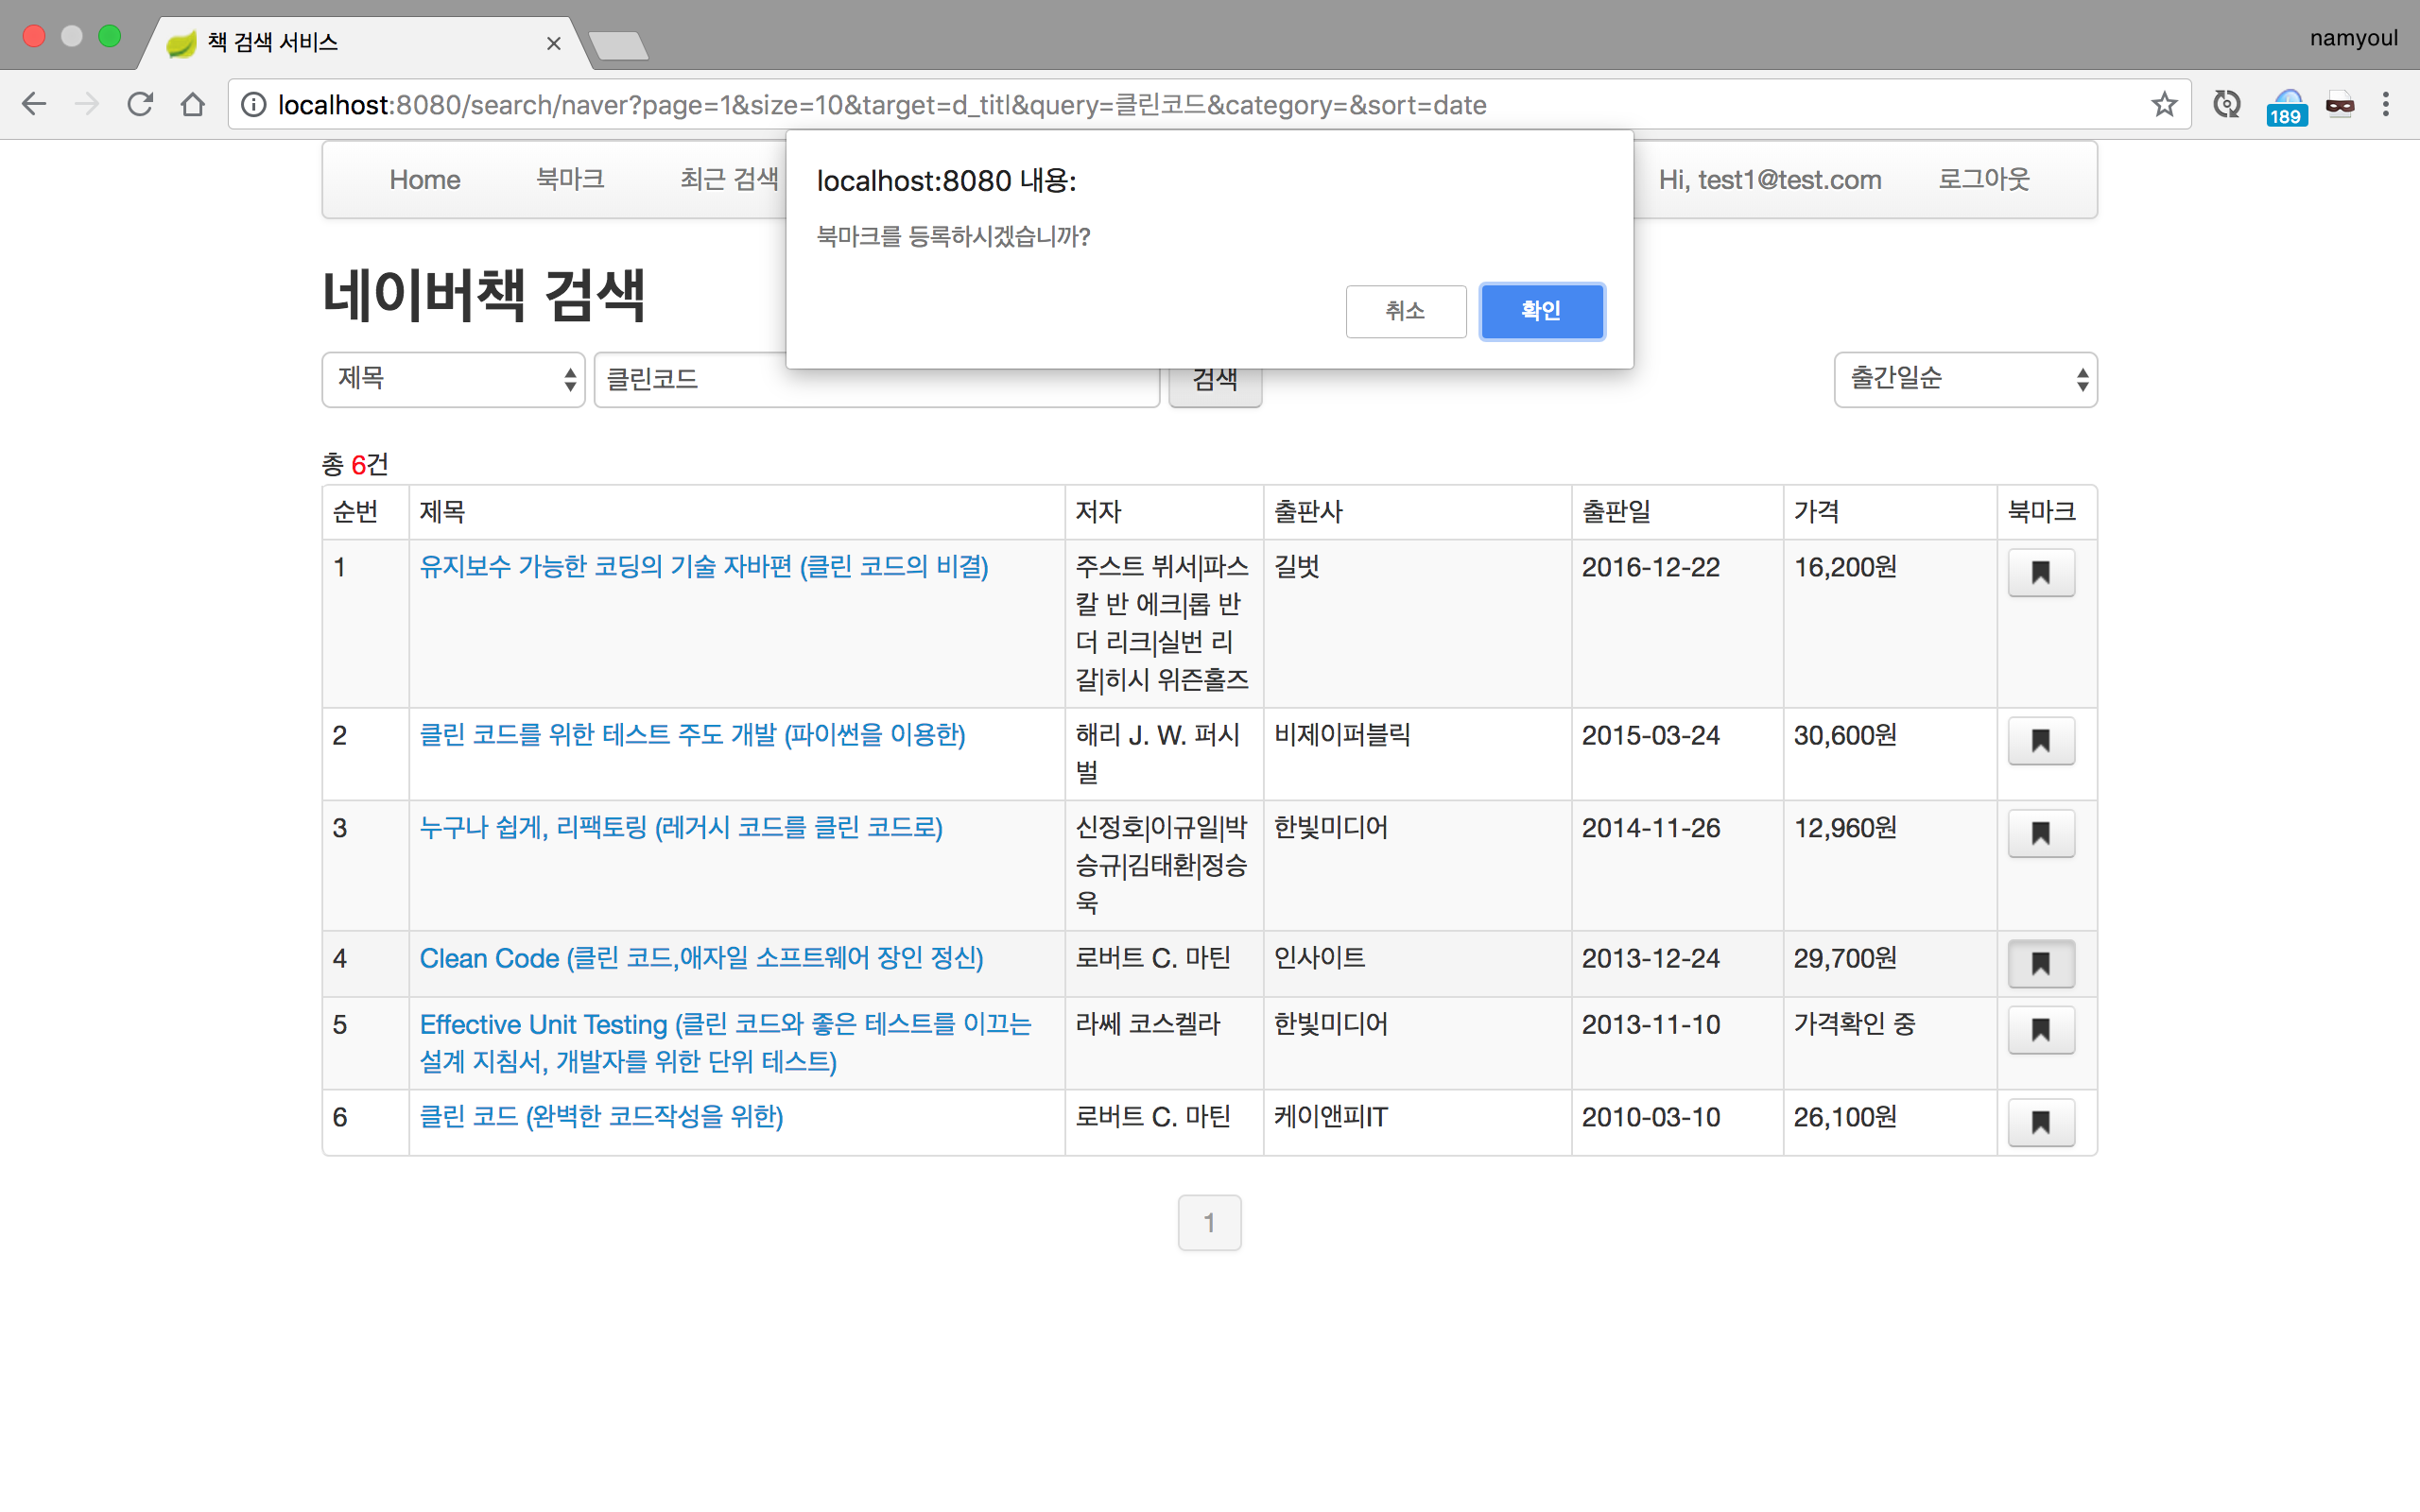 책 검색 서비스
namyoul
localhost:8080/search/naver?page=1&size=10&target=d_titl&query=클린코드&category=&sort=date
189
Home 북마크 최근 검색 Hi, test1@test.com 로그아웃
localhost:8080 내용:
북마크를 등록하시겠습니까?
취소 확인
네이버책 검색
제목 클린코드 검색 출간일순
총 6건
순번 제목 저자 출판사 출판일 가격 북마크
1 유지보수 가능한 코딩의 기술 자바편 (클린 코드의 비결) 주스트 뷔서|파스 길벗 2016-12-22 16,200원
칼 반 에크|롭 반
더 리크|실번 리
갈|히시 위즌홀즈
2 클린 코드를 위한 테스트 주도 개발 (파이썬을 이용한) 해리 J. W. 퍼시 비제이퍼블릭 2015-03-24 30,600원
벌
3 누구나 쉽게, 리팩토링 (레거시 코드를 클린 코드로) 신정호|이규일|박 한빛미디어 2014-11-26 12,960원
승규|김태환|정승
욱
4 Clean Code (클린 코드,애자일 소프트웨어 장인 정신) 로버트 C. 마틴 인사이트 2013-12-24 29,700원
5 Effective Unit Testing (클린 코드와 좋은 테스트를 이끄는 라쎄 코스켈라 한빛미디어 2013-11-10 가격확인 중
설계 지침서, 개발자를 위한 단위 테스트)
6 클린 코드 (완벽한 코드작성을 위한) 로버트 C. 마틴 케이앤피IT 2010-03-10 26,100원
1